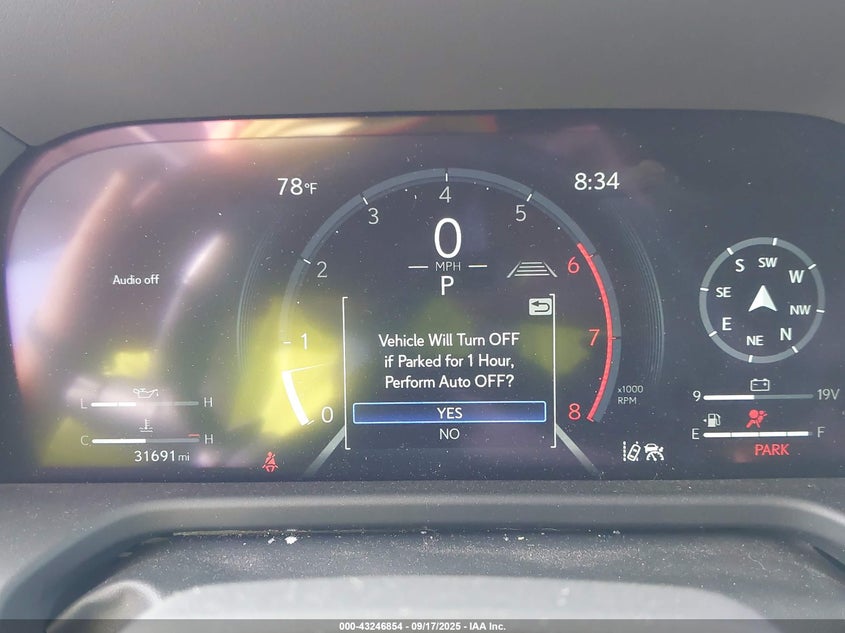 78°F
8:34
4
3
5
0
MPH
P
2
6
Audio off
S SW W
SE NW
E N
NE
Vehicle Will Turn OFF
if Parked for 1 Hour,
Perform Auto OFF?
YES
NO
1
7
0
8
x1000
RPM
L H
C H
31691 mi
9 19V
E F
PARK
000-43246854 - 09/17/2025 - IAA Inc.